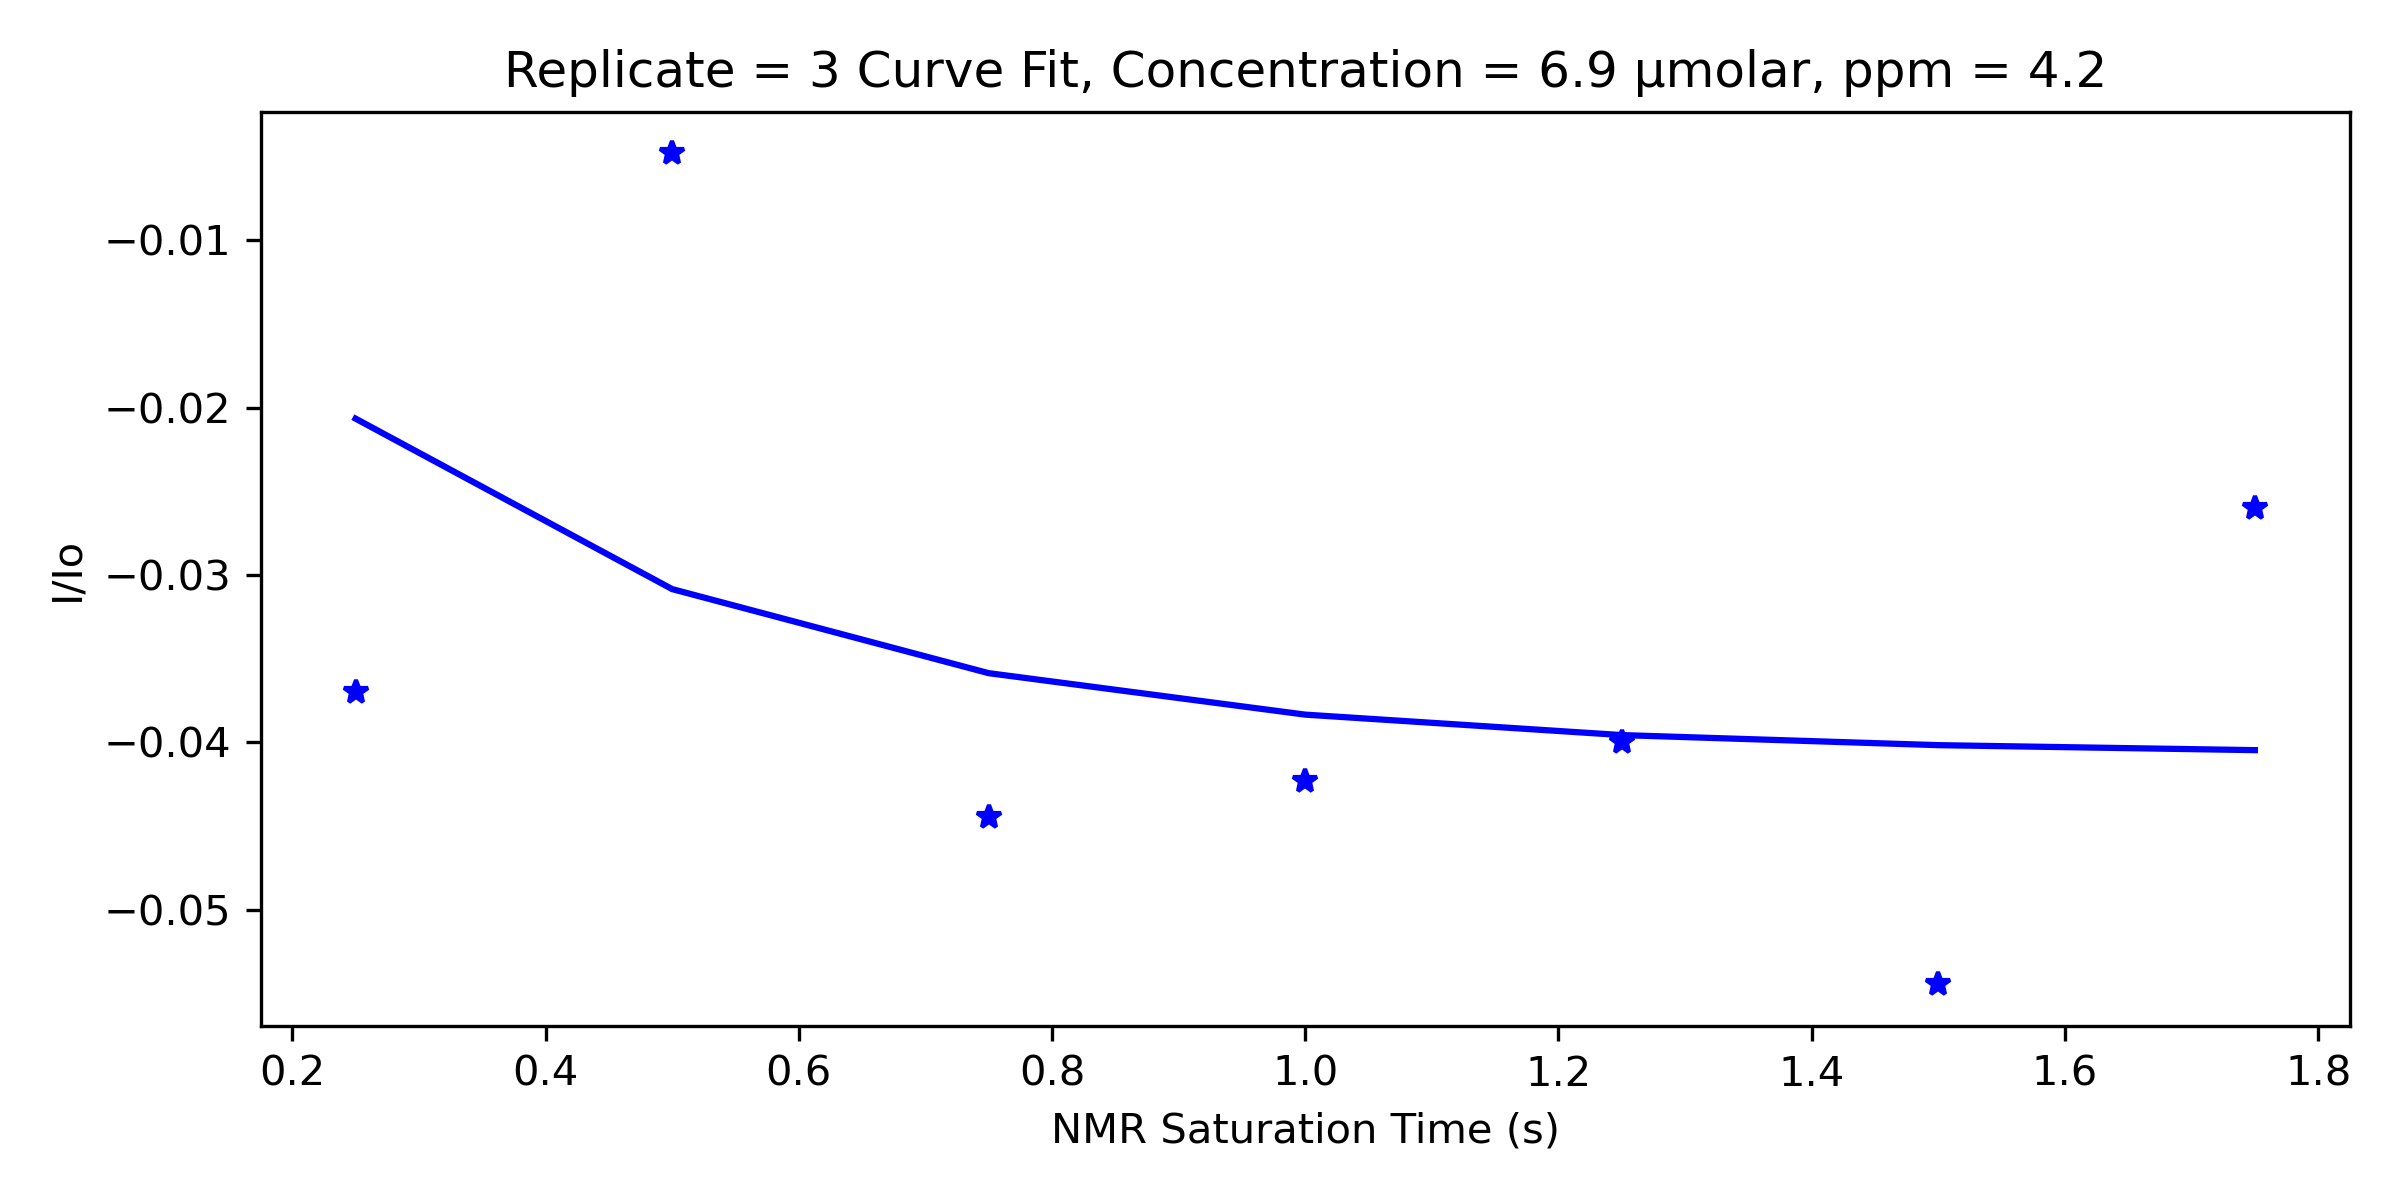 Replicate = 3 Curve Fit, Concentration = 6.9 µmolar, ppm = 4.2
I/Io
−0.01
−0.02
−0.03
−0.04
−0.05
0.2 0.4 0.6 0.8 1.0 1.2 1.4 1.6 1.8
NMR Saturation Time (s)